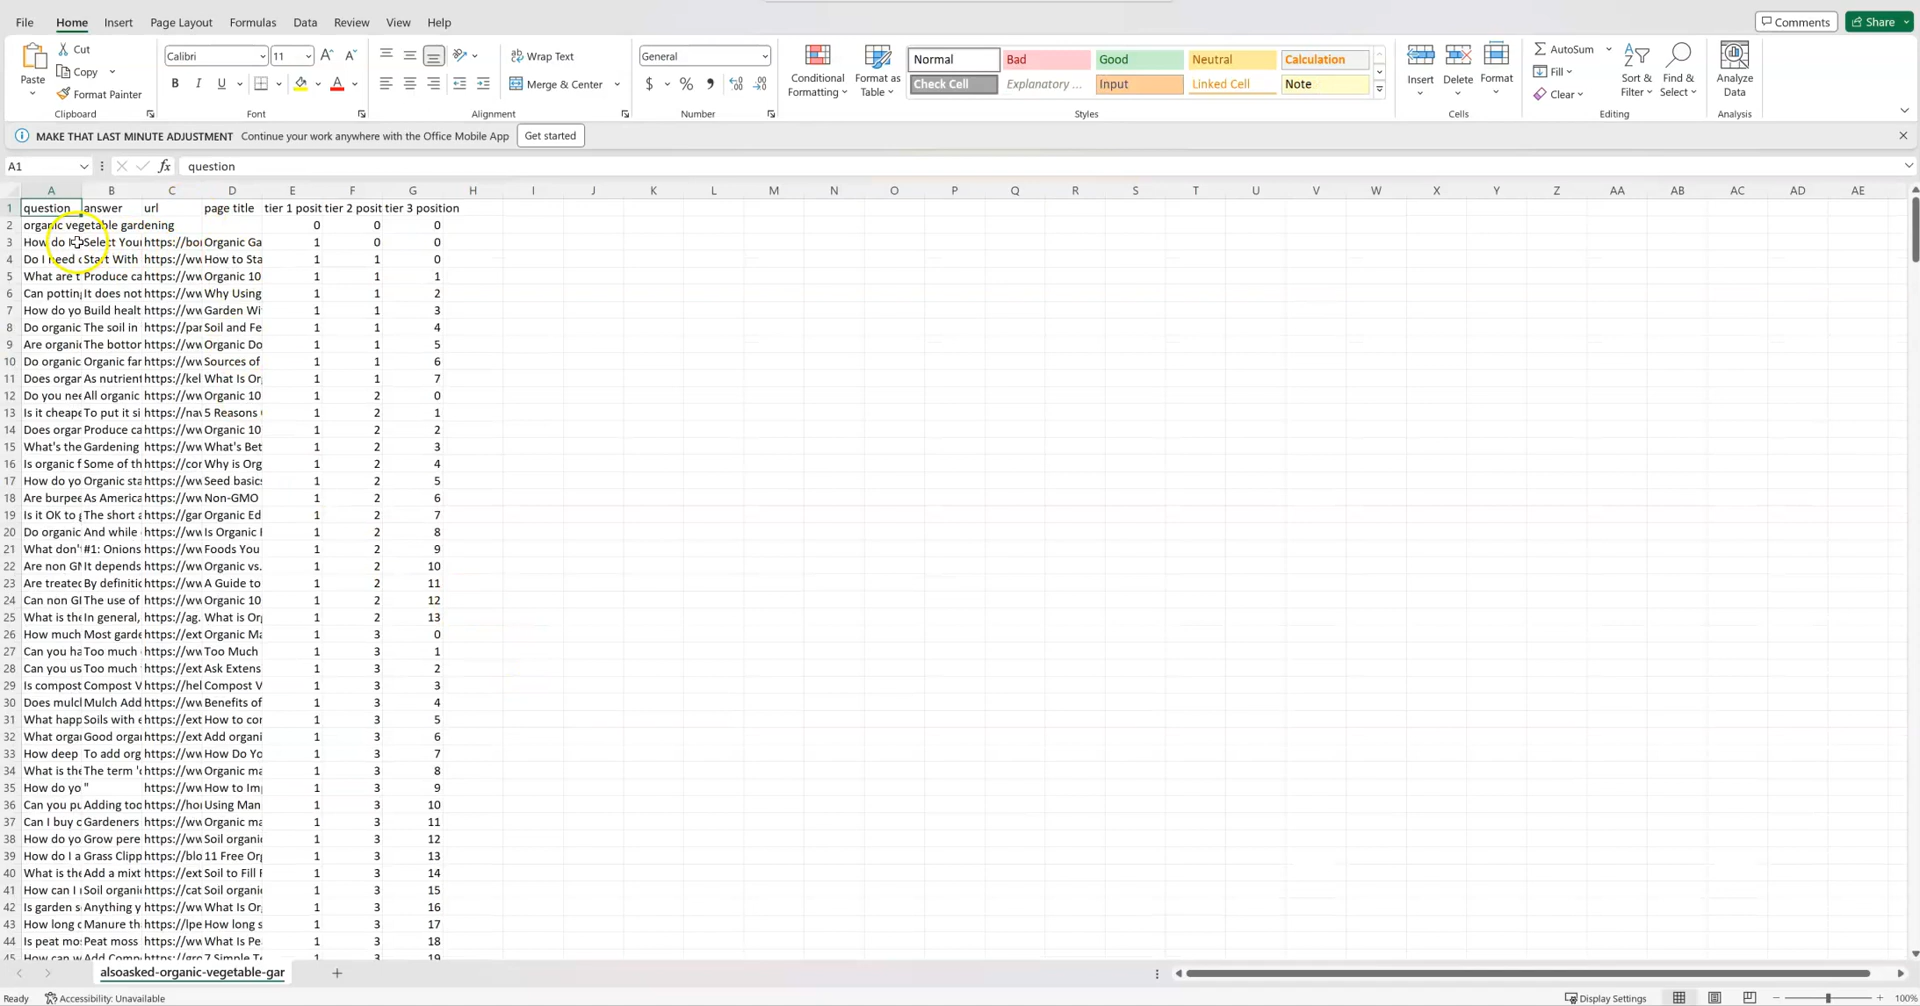 File Home Insert Page Layout Formulas Data Review View Help Comments Share
Cut Calibri 11 Wrap Text General Normal Bad Good Neutral Calculation AutoSum
Copy Fill
Paste Conditional Format as Insert Delete Format Sort & Find & Analyze
Format Painter B I U Merge & Center $ % Formatting Table Check Cell Explanatory ... Input Linked Cell Note Clear Filter Select Data
Clipboard Font Alignment Number Styles Cells Editing Analysis
MAKE THAT LAST MINUTE ADJUSTMENT Continue your work anywhere with the Office Mobile App Get started
A1 fx question
A B C D E F G H I J K L M N O P Q R S T U V W X Y Z AA AB AC AD AE
1 question answer url page title tier 1 posit tier 2 posit tier 3 position
2 organic vegetable gardening 0 0 0
3 How do I Select Your https://bor Organic Ga 1 0 0
4 Do I need Start With https://ww How to Sta 1 1 0
5 What are t Produce ca https://ww Organic 10 1 1 1
6 Can potting It does not https://ww Why Using 1 1 2
7 How do yo Build healt https://ww Garden Wi 1 1 3
8 Do organic The soil in https://par Soil and Fe 1 1 4
9 Are organi The bottor https://ww Organic Do 1 1 5
10 Do organic Organic far https://ww Sources of 1 1 6
11 Does organ As nutrient https://kel What Is Or 1 1 7
12 Do you nee All organic https://ww Organic 10 1 2 0
13 Is it cheape To put it si https://nav 5 Reasons 1 2 1
14 Does organ Produce ca https://ww Organic 10 1 2 2
15 What's the Gardening https://ww What's Bet 1 2 3
16 Is organic f Some of th https://cor Why is Org 1 2 4
17 How do yo Organic sta https://ww Seed basics 1 2 5
18 Are burpee As America https://ww Non-GMO 1 2 6
19 Is it OK to The short a https://gar Organic Ed 1 2 7
20 Do organic And while https://ww Is Organic 1 2 8
21 What don' #1: Onions https://ww Foods You 1 2 9
22 Are non GN It depends https://ww Organic vs. 1 2 10
23 Are treated By definitic https://ww A Guide to 1 2 11
24 Can non GI The use of https://ww Organic 10 1 2 12
25 What is the In general, https://ag. What is Or 1 2 13
26 How much Most garde https://ext Organic Ma 1 3 0
27 Can you ha Too much https://ww Too Much 1 3 1
28 Can you us Too much https://ext Ask Extens 1 3 2
29 Is compost Compost V https://hel Compost V 1 3 3
30 Does mulc Mulch Add https://ww Benefits of 1 3 4
31 What happ Soils with https://ext How to cor 1 3 5
32 What orga Good organ https://ext Add organi 1 3 6
33 How deep To add org https://ww How Do Yo 1 3 7
34 What is the The term ' https://ww Organic ma 1 3 8
35 How do yo " https://ww How to Im 1 3 9
36 Can you pu Adding too https://hor Using Man 1 3 10
37 Can I buy c Gardeners https://ww Organic ma 1 3 11
38 How do yo Grow pere https://ww Soil organic 1 3 12
39 How do I a Grass Clipp https://blo 11 Free Org 1 3 13
40 What is the Add a mixt https://ext Soil to Fill 1 3 14
41 How can I Soil organic https://cat Soil organic 1 3 15
42 Is garden s Anything y https://ww What Is Or 1 3 16
43 How long c Manure th https://lpe How long s 1 3 17
44 Is peat mo Peat moss https://ww What Is Pe 1 3 18
45 How can w Add Comp https://gro 7 Simple Te 1 3 19
alsoasked-organic-vegetable-gar
Ready Accessibility: Unavailable Display Settings 100%